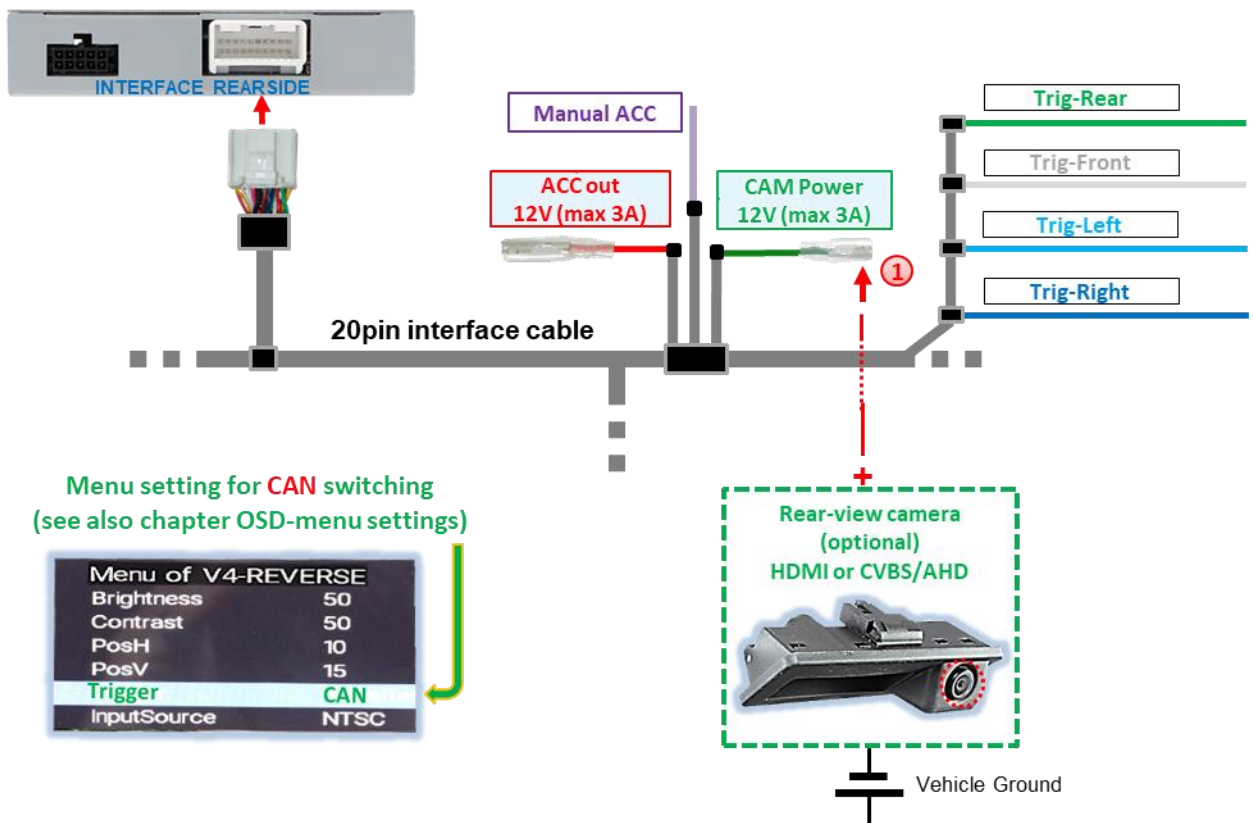 INTERFACE REARSIDE
Manual ACC
ACC out
12V (max 3A)
CAM Power
12V (max 3A)
Trig-Rear
Trig-Front
Trig-Left
Trig-Right
1
20pin interface cable
Menu setting for CAN switching
(see also chapter OSD-menu settings)
Menu of V4-REVERSE
Brightness 50
Contrast 50
PosH 10
PosV 15
Trigger CAN
InputSource NTSC
+
Rear-view camera
(optional)
HDMI or CVBS/AHD
Vehicle Ground